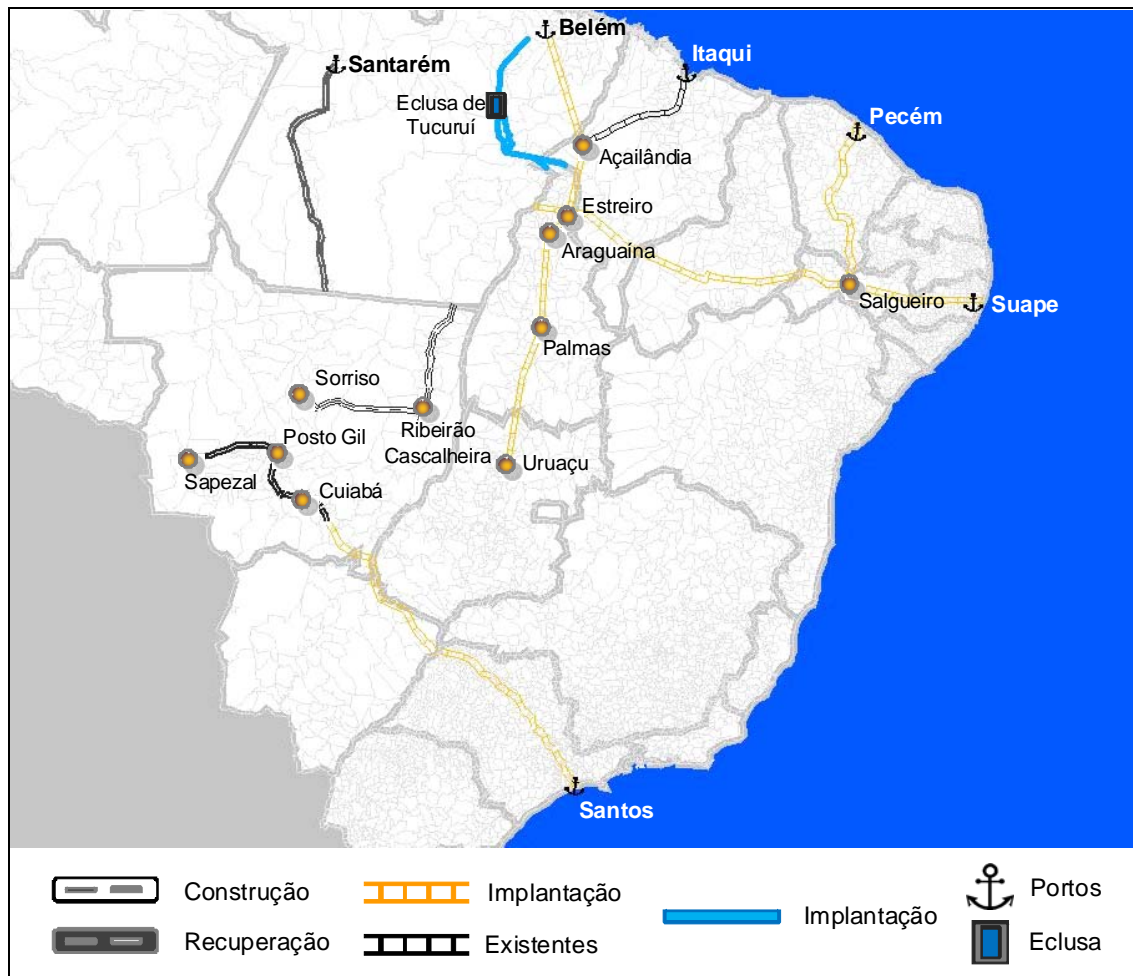 Belém
Santarém
Itaqui
Eclusa de
Tucuruí
Pecém
Açailândia
Estreiro
Araguaína
Salgueiro
Suape
Palmas
Sorriso
Posto Gil
Ribeirão
Cascalheira
Uruaçu
Sapezal
Cuiabá
Santos
Construção
Implantação
Implantação
Portos
Recuperação
Existentes
Eclusa